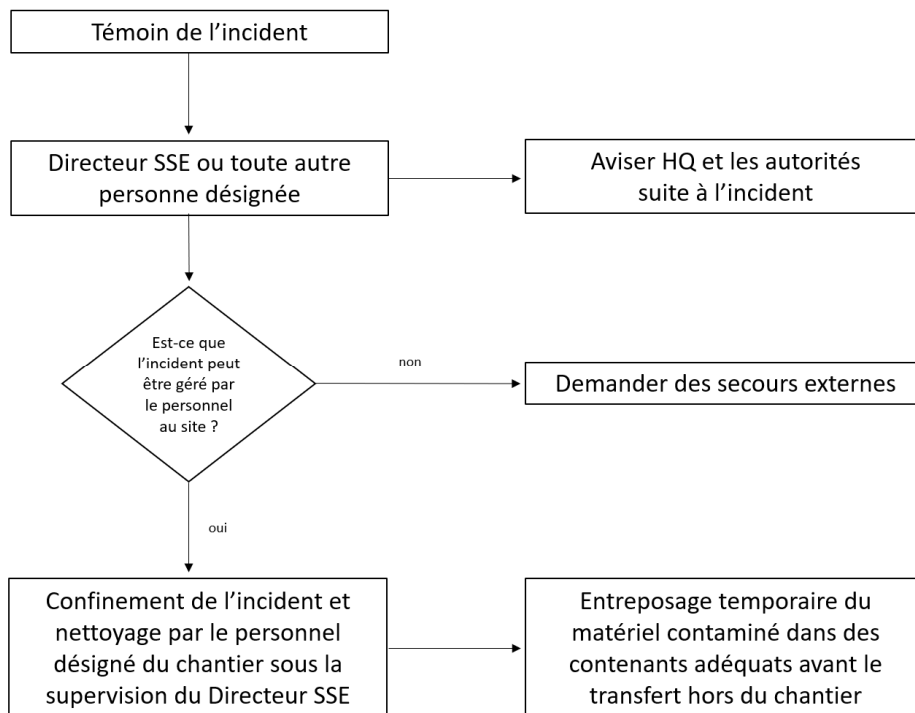 Témoin de l'incident
Directeur SSE ou toute autre
personne désignée
Aviser HQ et les autorités
suite à l'incident
Est-ce que
l'incident peut
être géré par
le personnel
au site ?
non
Demander des secours externes
oui
Confinement de l'incident et
nettoyage par le personnel
désigné du chantier sous la
supervision du Directeur SSE
Entreposage temporaire du
matériel contaminé dans des
contenants adéquats avant le
transfert hors du chantier